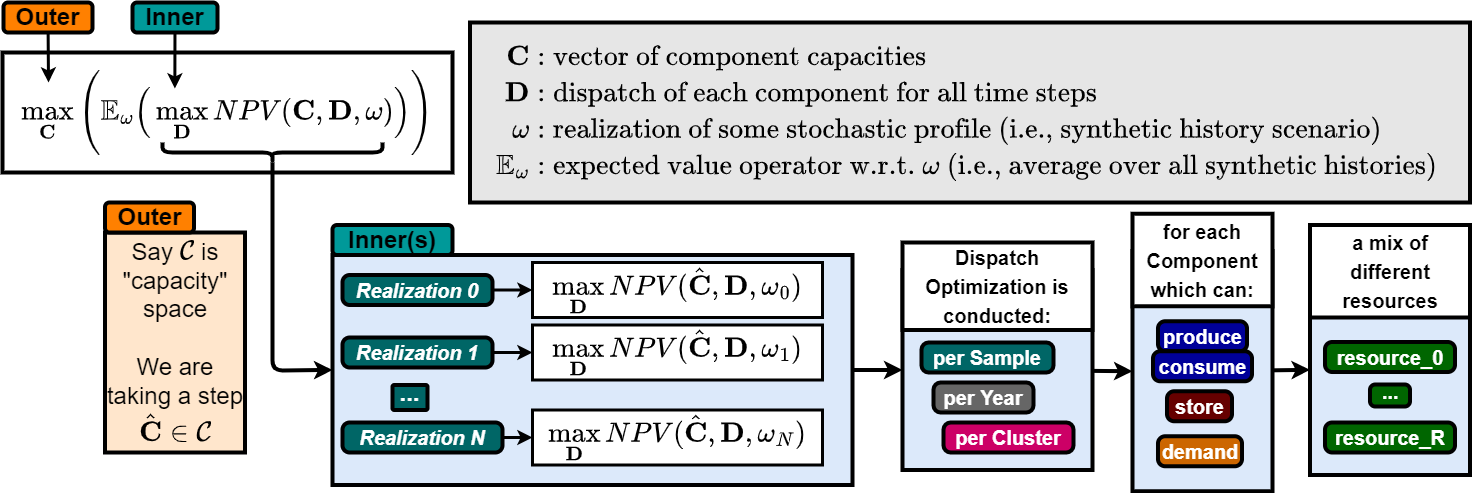 Outer
Inner
max_C ( 𝔼_ω ( max_D NPV(C, D, ω) ) )
C : vector of component capacities
D : dispatch of each component for all time steps
ω : realization of some stochastic profile (i.e., synthetic history scenario)
𝔼_ω : expected value operator w.r.t. ω (i.e., average over all synthetic histories)
Outer
Say 𝒞 is
"capacity"
space
We are
taking a step
Ĉ ∈ 𝒞
Inner(s)
Realization 0
max_D NPV(Ĉ, D, ω_0)
Realization 1
max_D NPV(Ĉ, D, ω_1)
...
Realization N
max_D NPV(Ĉ, D, ω_N)
Dispatch
Optimization is
conducted:
per Sample
per Year
per Cluster
for each
Component
which can:
produce
consume
store
demand
a mix of
different
resources
resource_0
...
resource_R